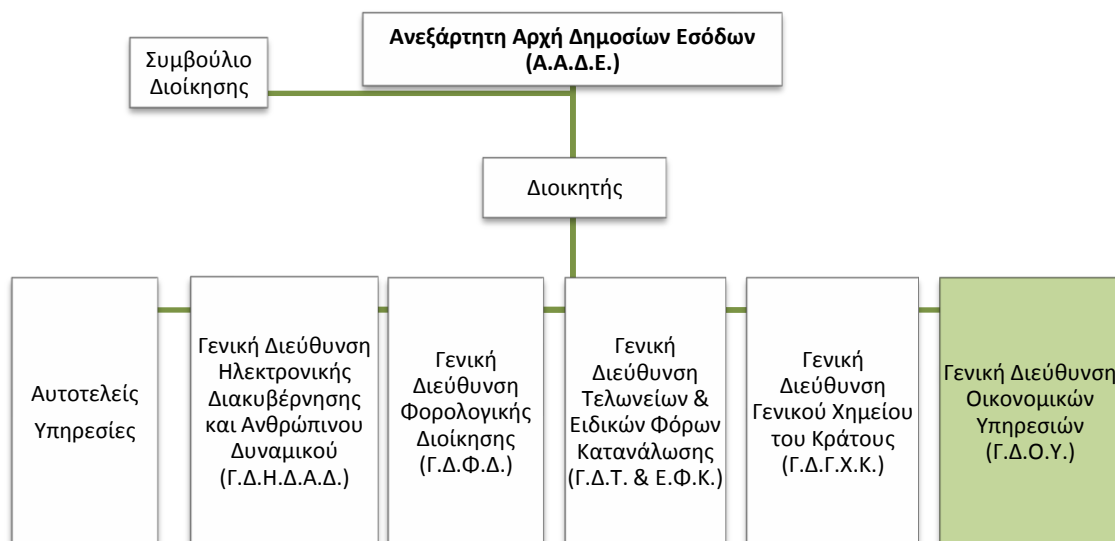 Ανεξάρτητη Αρχή Δημοσίων Εσόδων
(Α.Α.Δ.Ε.)
Συμβούλιο
Διοίκησης
Διοικητής
Αυτοτελείς
Υπηρεσίες
Γενική Διεύθυνση
Ηλεκτρονικής
Διακυβέρνησης
και Ανθρώπινου
Δυναμικού
(Γ.Δ.Η.Δ.Α.Δ.)
Γενική
Διεύθυνση
Φορολογικής
Διοίκησης
(Γ.Δ.Φ.Δ.)
Γενική
Διεύθυνση
Τελωνείων &
Ειδικών Φόρων
Κατανάλωσης
(Γ.Δ.Τ. & Ε.Φ.Κ.)
Γενική
Διεύθυνση
Γενικού Χημείου
του Κράτους
(Γ.Δ.Γ.Χ.Κ.)
Γενική Διεύθυνση
Οικονομικών
Υπηρεσιών
(Γ.Δ.Ο.Υ.)